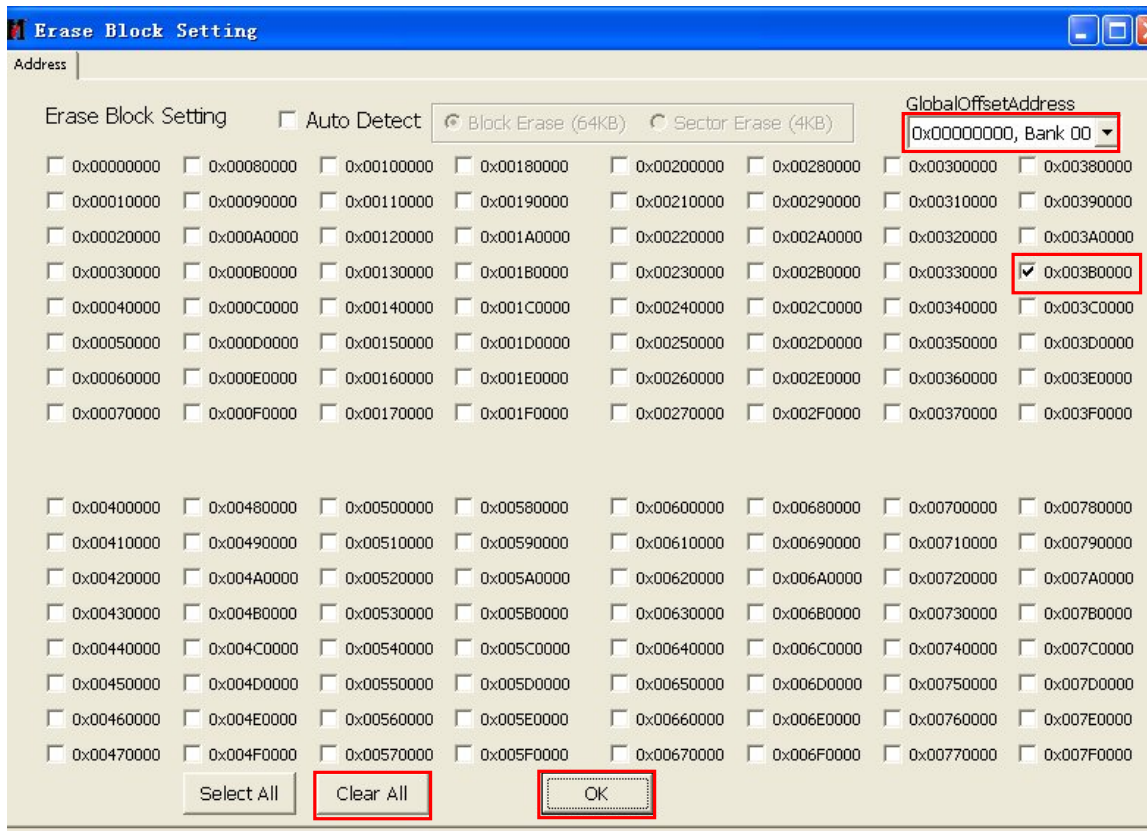 Erase Block Setting
Address
Erase Block Setting Auto Detect Block Erase (64KB) Sector Erase (4KB) GlobalOffsetAddress
0x00000000, Bank 00
0x00000000 0x00080000 0x00100000 0x00180000 0x00200000 0x00280000 0x00300000 0x00380000
0x00010000 0x00090000 0x00110000 0x00190000 0x00210000 0x00290000 0x00310000 0x00390000
0x00020000 0x000A0000 0x00120000 0x001A0000 0x00220000 0x002A0000 0x00320000 0x003A0000
0x00030000 0x000B0000 0x00130000 0x001B0000 0x00230000 0x002B0000 0x00330000 0x003B0000
0x00040000 0x000C0000 0x00140000 0x001C0000 0x00240000 0x002C0000 0x00340000 0x003C0000
0x00050000 0x000D0000 0x00150000 0x001D0000 0x00250000 0x002D0000 0x00350000 0x003D0000
0x00060000 0x000E0000 0x00160000 0x001E0000 0x00260000 0x002E0000 0x00360000 0x003E0000
0x00070000 0x000F0000 0x00170000 0x001F0000 0x00270000 0x002F0000 0x00370000 0x003F0000
0x00400000 0x00480000 0x00500000 0x00580000 0x00600000 0x00680000 0x00700000 0x00780000
0x00410000 0x00490000 0x00510000 0x00590000 0x00610000 0x00690000 0x00710000 0x00790000
0x00420000 0x004A0000 0x00520000 0x005A0000 0x00620000 0x006A0000 0x00720000 0x007A0000
0x00430000 0x004B0000 0x00530000 0x005B0000 0x00630000 0x006B0000 0x00730000 0x007B0000
0x00440000 0x004C0000 0x00540000 0x005C0000 0x00640000 0x006C0000 0x00740000 0x007C0000
0x00450000 0x004D0000 0x00550000 0x005D0000 0x00650000 0x006D0000 0x00750000 0x007D0000
0x00460000 0x004E0000 0x00560000 0x005E0000 0x00660000 0x006E0000 0x00760000 0x007E0000
0x00470000 0x004F0000 0x00570000 0x005F0000 0x00670000 0x006F0000 0x00770000 0x007F0000
Select All Clear All OK